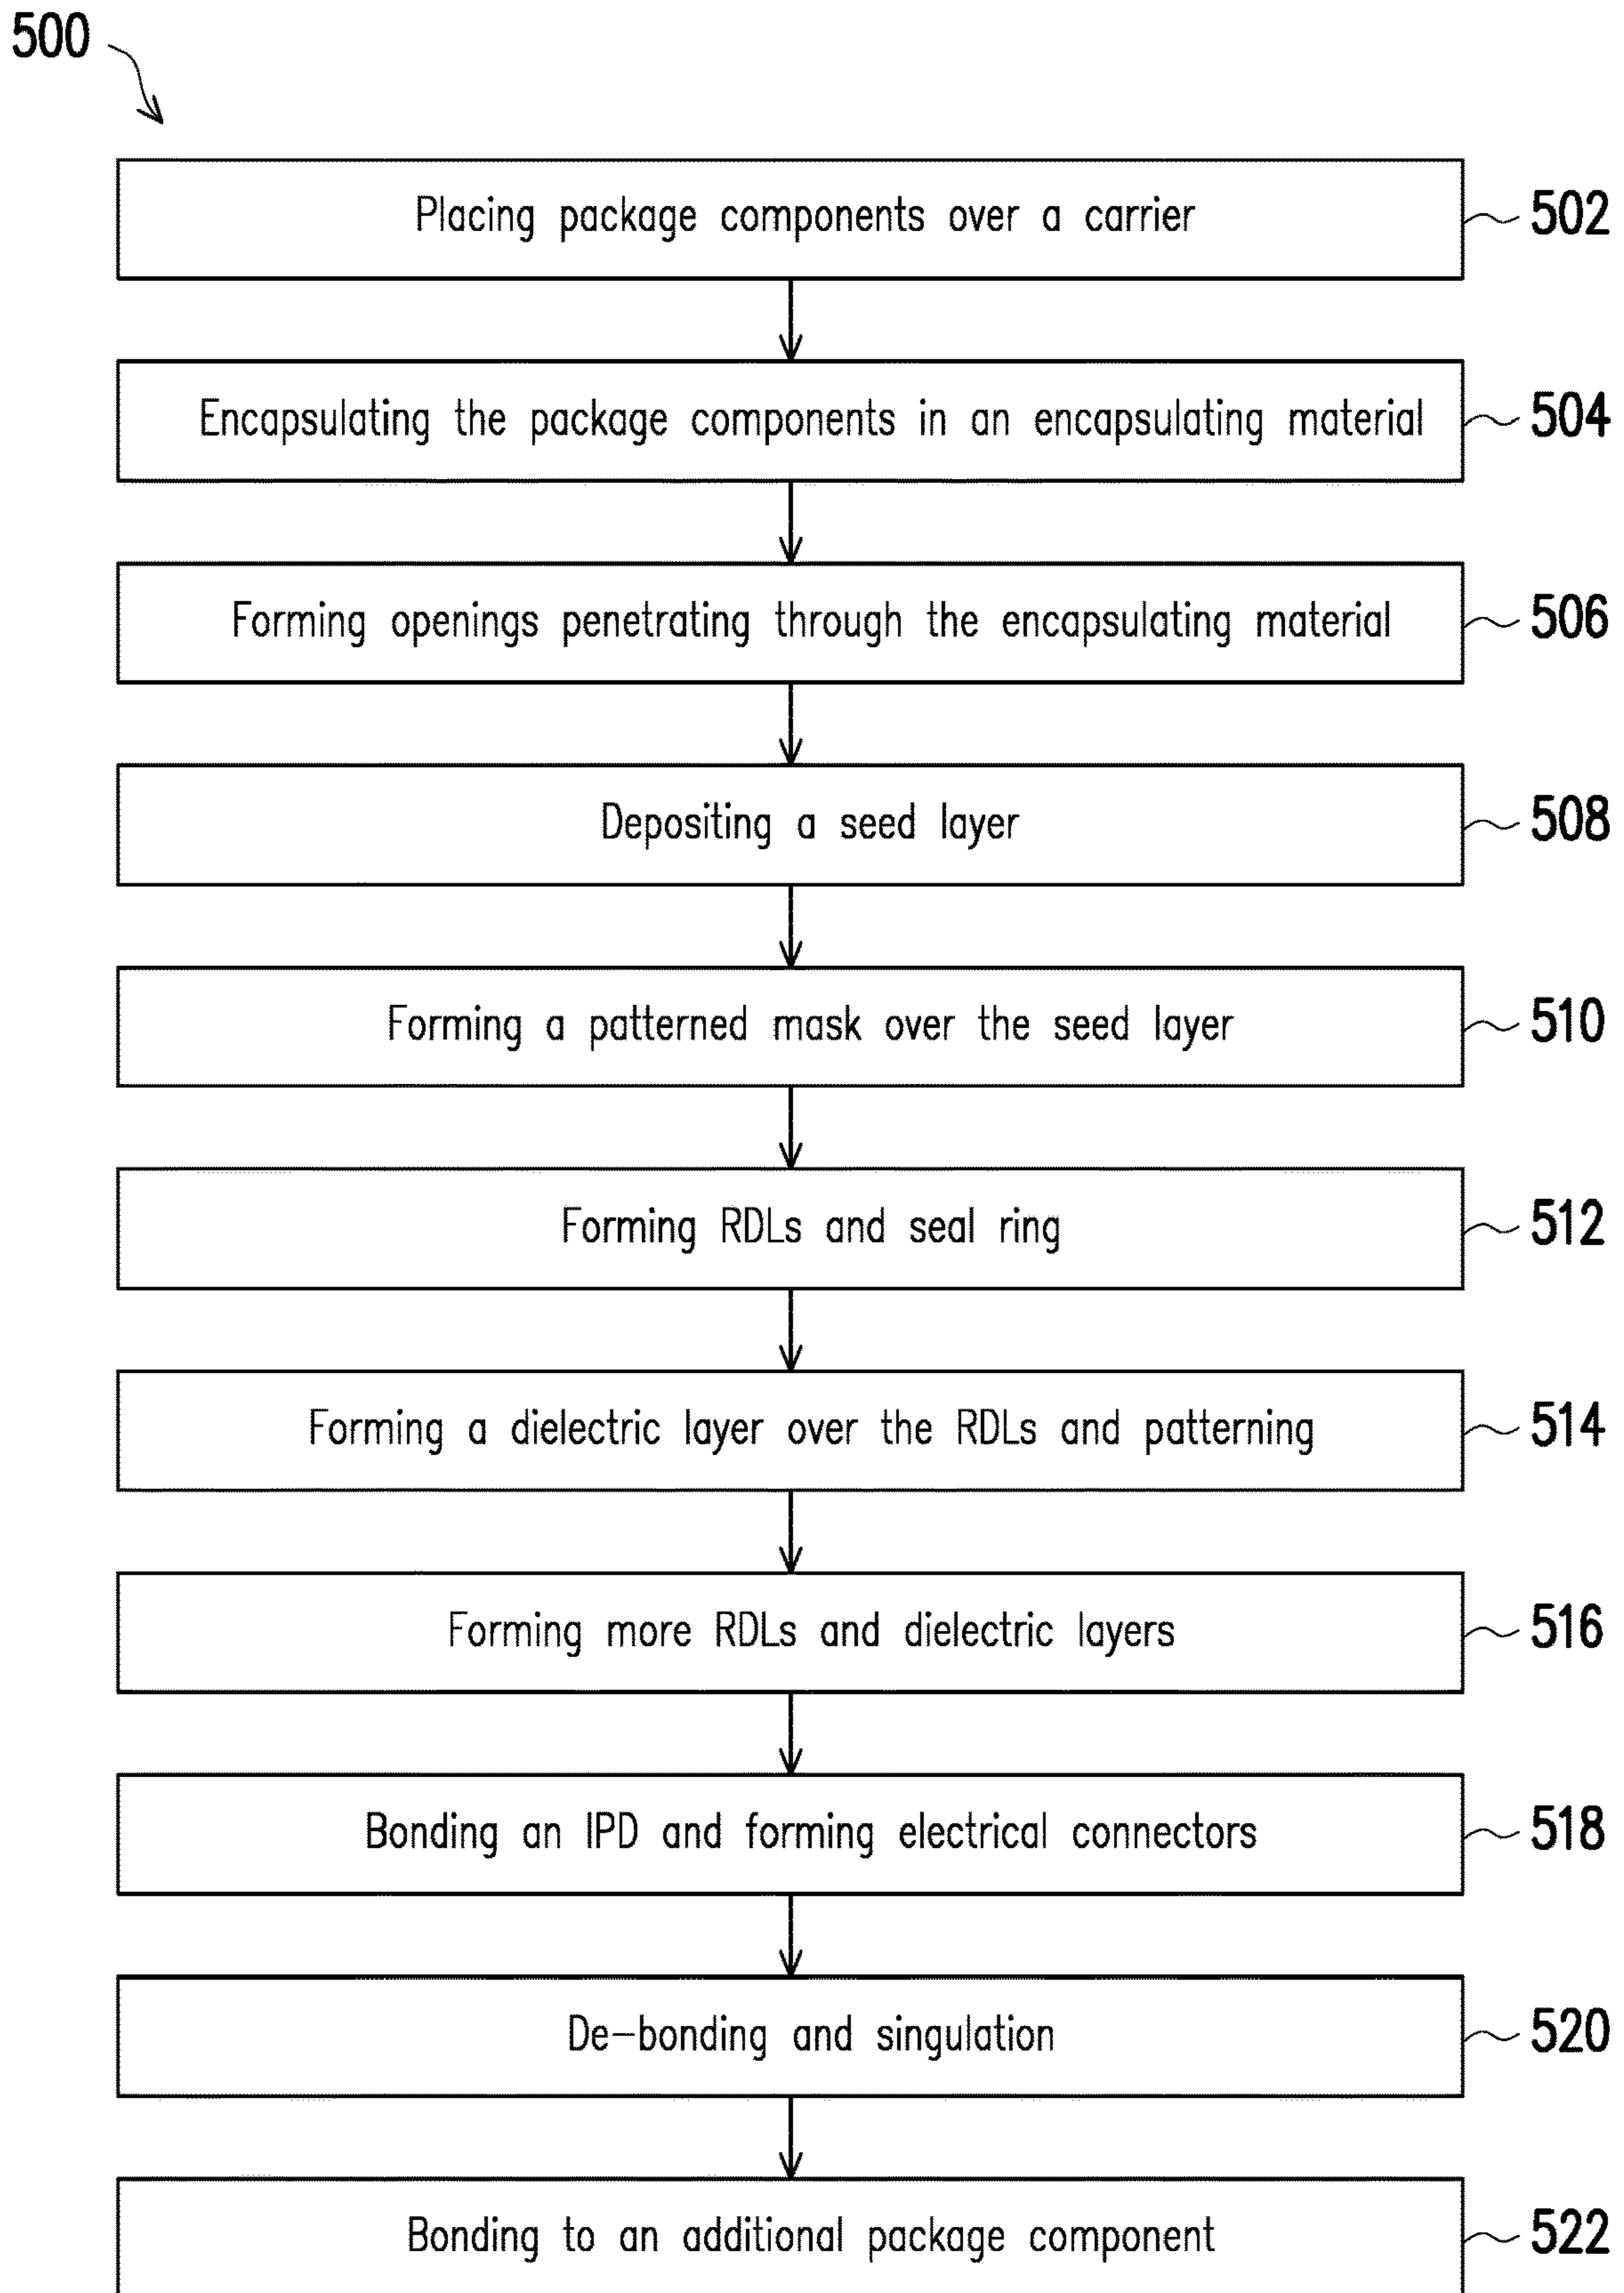 500
Placing package components over a carrier 502
Encapsulating the package components in an encapsulating material 504
Forming openings penetrating through the encapsulating material 506
Depositing a seed layer 508
Forming a patterned mask over the seed layer 510
Forming RDLs and seal ring 512
Forming a dielectric layer over the RDLs and patterning 514
Forming more RDLs and dielectric layers 516
Bonding an IPD and forming electrical connectors 518
De-bonding and singulation 520
Bonding to an additional package component 522